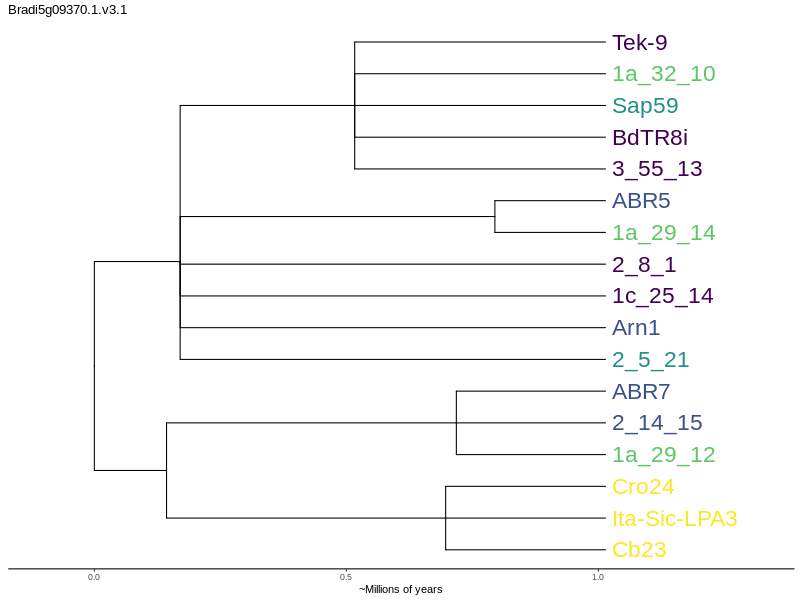 Bradi5g09370.1.v3.1
Tek-9
1a_32_10
Sap59
BdTR8i
3_55_13
ABR5
1a_29_14
2_8_1
1c_25_14
Arn1
2_5_21
ABR7
2_14_15
1a_29_12
Cro24
Ita-Sic-LPA3
Cb23
0.0 0.5 1.0
~Millions of years